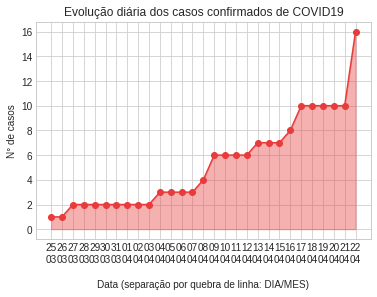 Evolução diária dos casos confirmados de COVID19
16
14
12
10
8
6
4
2
0
N° de casos
25 26 27 28 29 30 31 01 02 03 04 05 06 07 08 09 10 11 12 13 14 15 16 17 18 19 20 21 22
03 03 03 03 03 03 03 04 04 04 04 04 04 04 04 04 04 04 04 04 04 04 04 04 04 04 04 04 04
Data (separação por quebra de linha: DIA/MES)